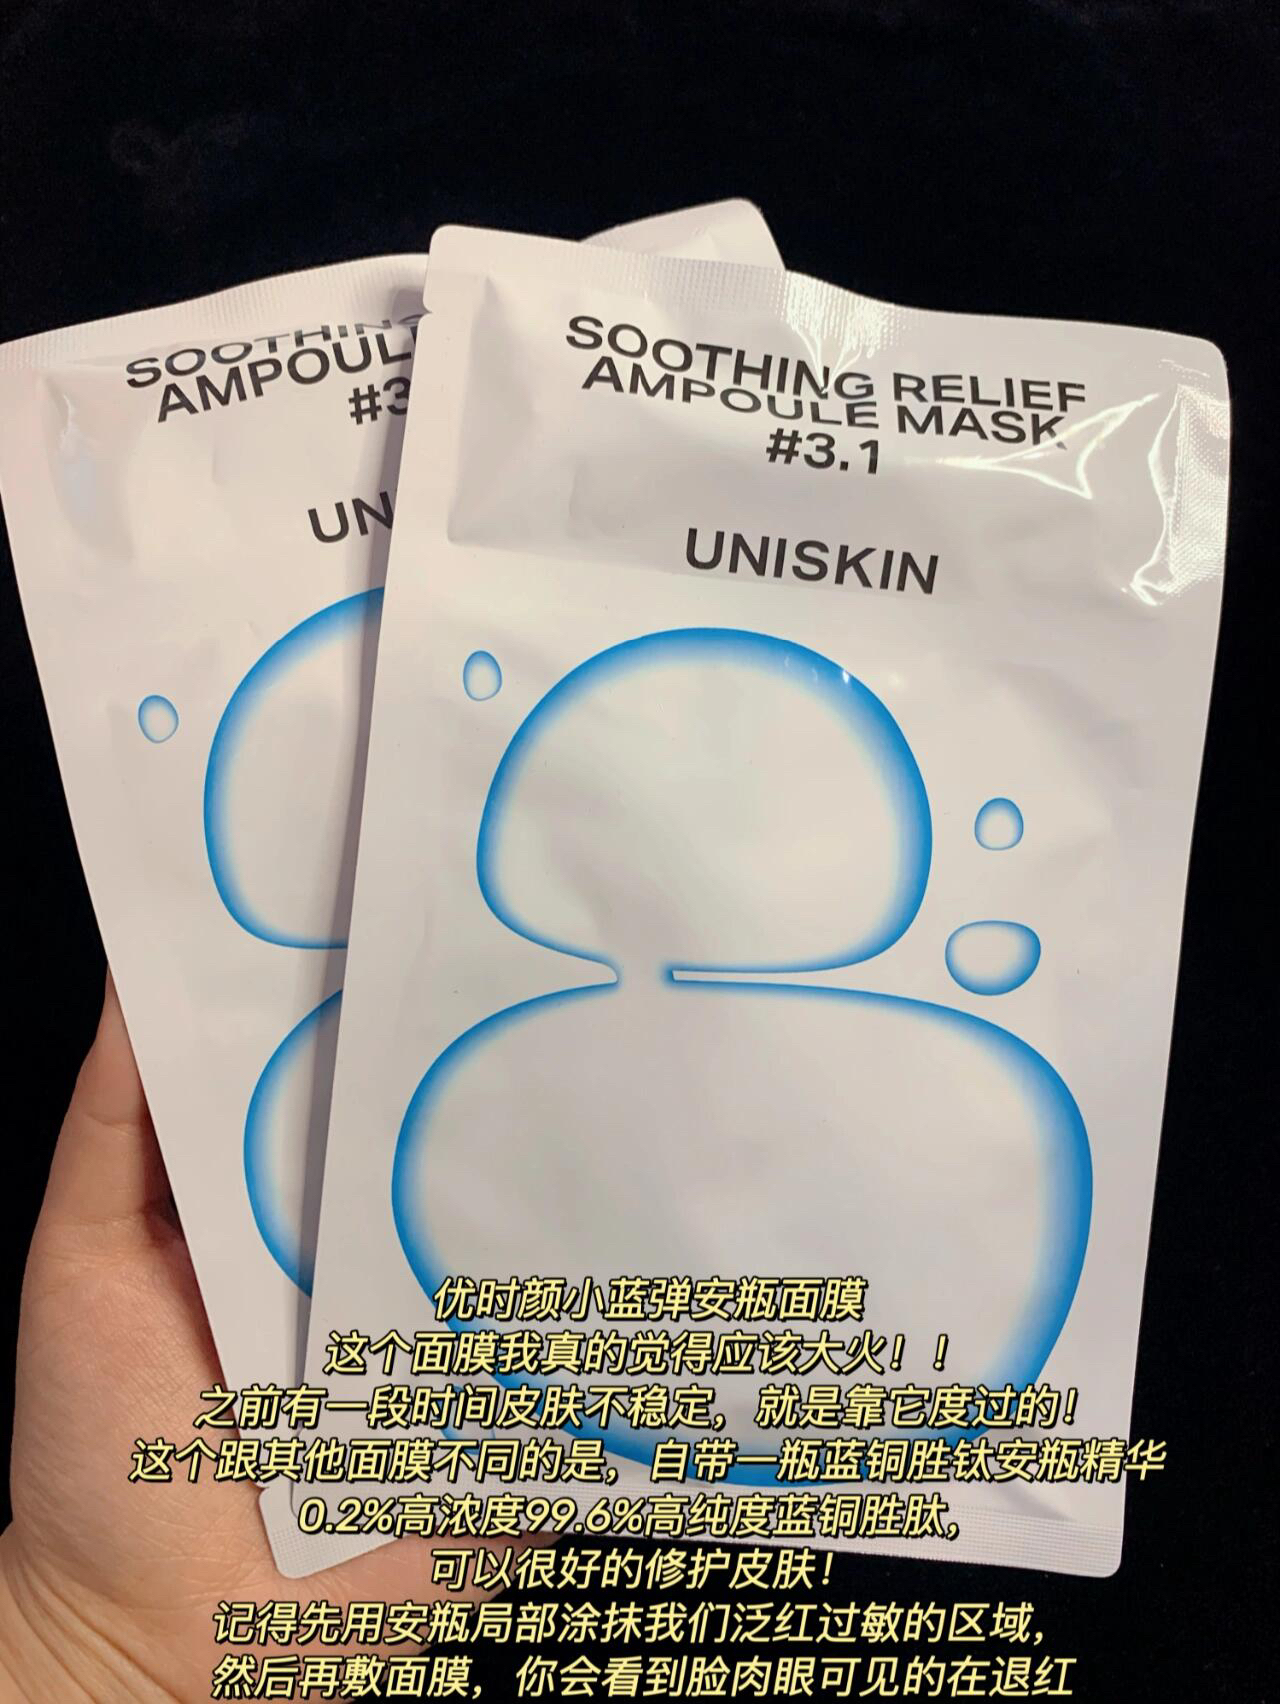 SOOTHING
AMPOUL
#3
UN
SOOTHING RELIEF
AMPOULE MASK
#3.1
UNISKIN
优时颜小蓝弹安瓶面膜
这个面膜我真的觉得应该大火！！
之前有一段时间皮肤不稳定，就是靠它度过的！
这个跟其他面膜不同的是，自带一瓶蓝铜胜钛安瓶精华
0.2%高浓度99.6%高纯度蓝铜胜肽，
可以很好的修护皮肤！
记得先用安瓶局部涂抹我们泛红过敏的区域，
然后再敷面膜，你会看到脸肉眼可见的在退红